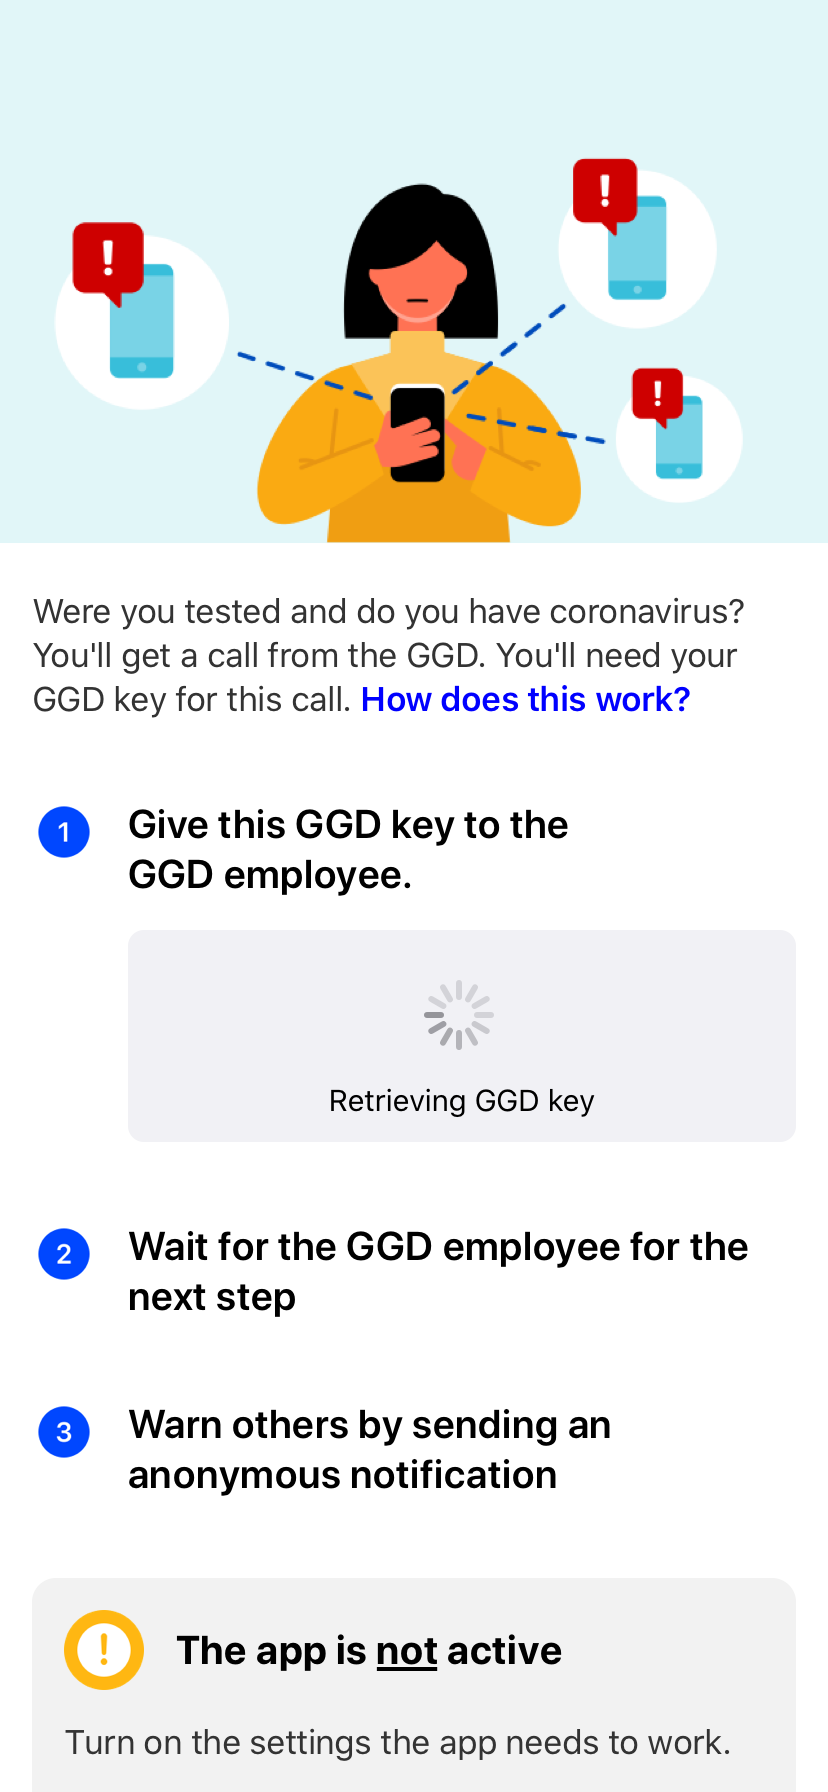 !
!
!
Were you tested and do you have coronavirus?
You'll get a call from the GGD. You'll need your
GGD key for this call. How does this work?
1
Give this GGD key to the
GGD employee.
Retrieving GGD key
2
Wait for the GGD employee for the
next step
3
Warn others by sending an
anonymous notification
!
The app is not active
Turn on the settings the app needs to work.